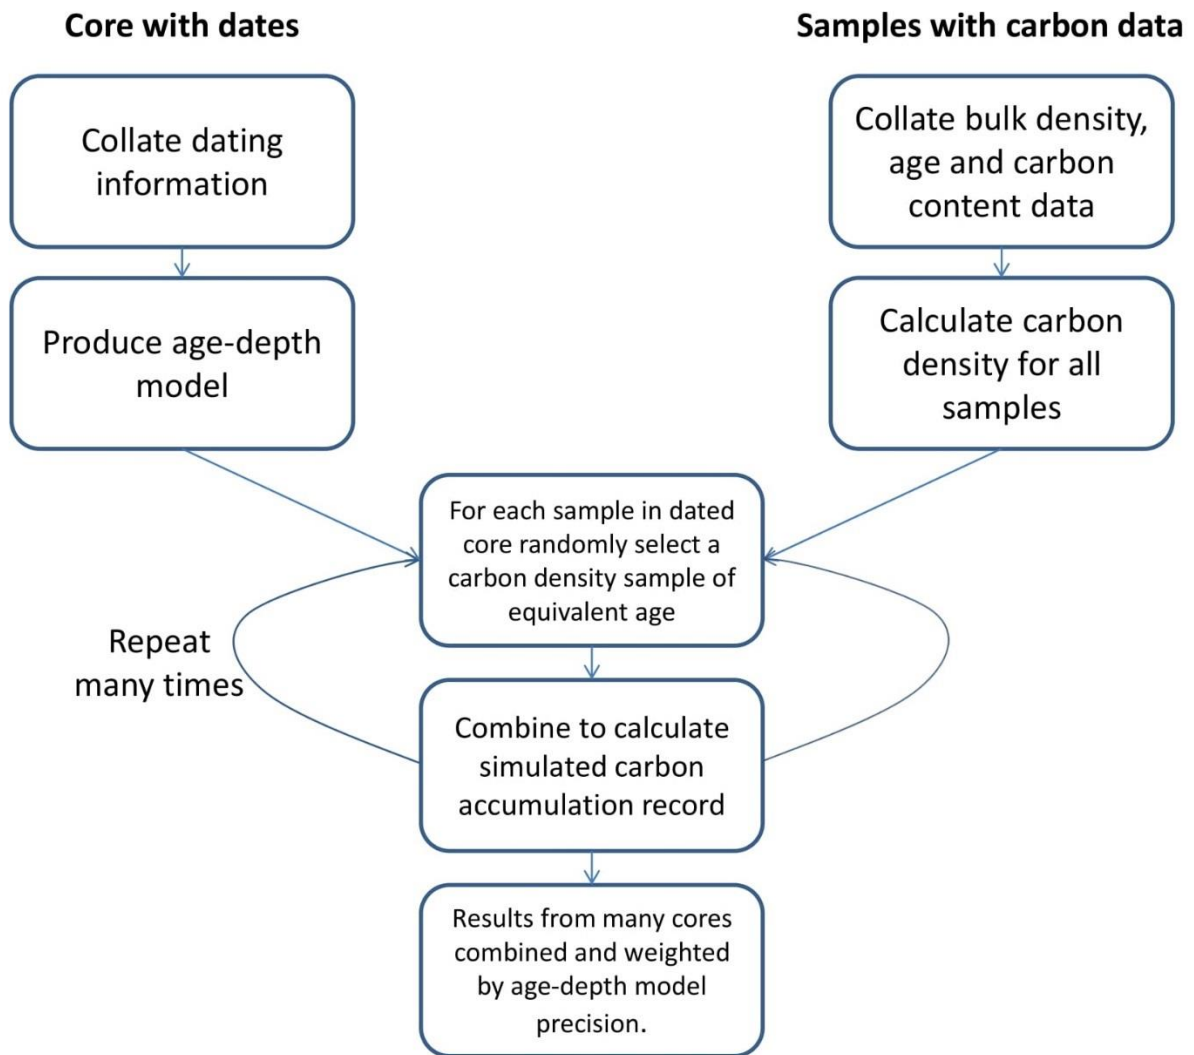 Core with dates
Samples with carbon data
Collate dating
information
Collate bulk density,
age and carbon
content data
Produce age-depth
model
Calculate carbon
density for all
samples
For each sample in dated
core randomly select a
carbon density sample of
equivalent age
Repeat
many times
Combine to calculate
simulated carbon
accumulation record
Results from many cores
combined and weighted
by age-depth model
precision.